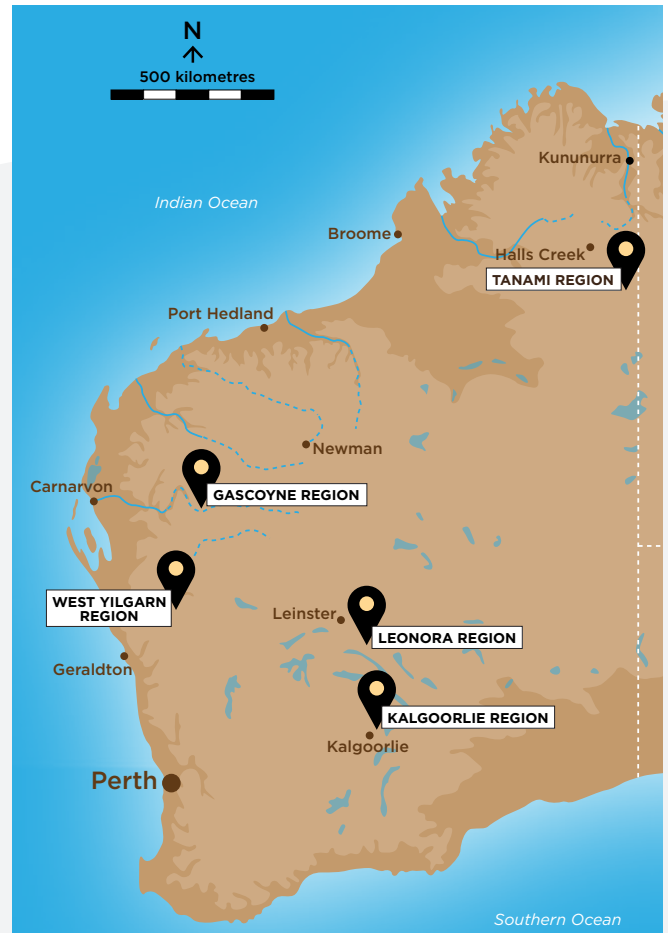 N
500 kilometres
Kununurra
Indian Ocean
Broome
Halls Creek
TANAMI REGION
Port Hedland
Newman
Carnarvon
GASCOYNE REGION
WEST YILGARN
REGION
Leinster
LEONORA REGION
Geraldton
KALGOORLIE REGION
Kalgoorlie
Perth
Southern Ocean